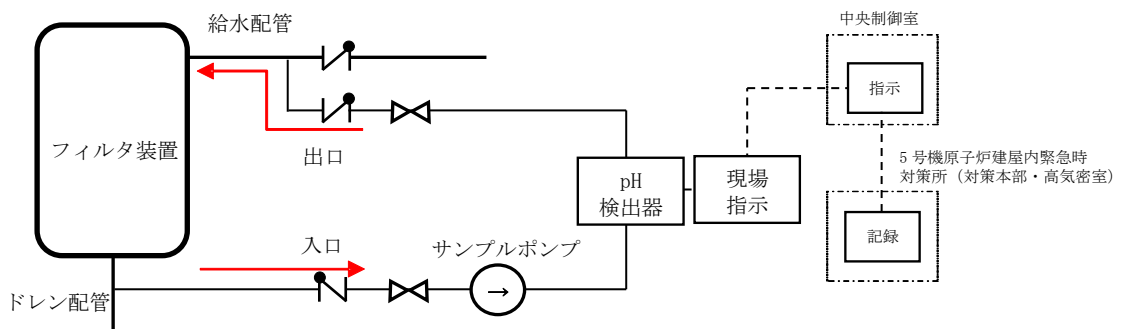 給水配管
中央制御室
指示
フィルタ装置
出口
5 号機原子炉建屋内緊急時
対策所（対策本部・高気密室）
pH
検出器
現場
指示
記録
入口
サンプルポンプ
ドレン配管